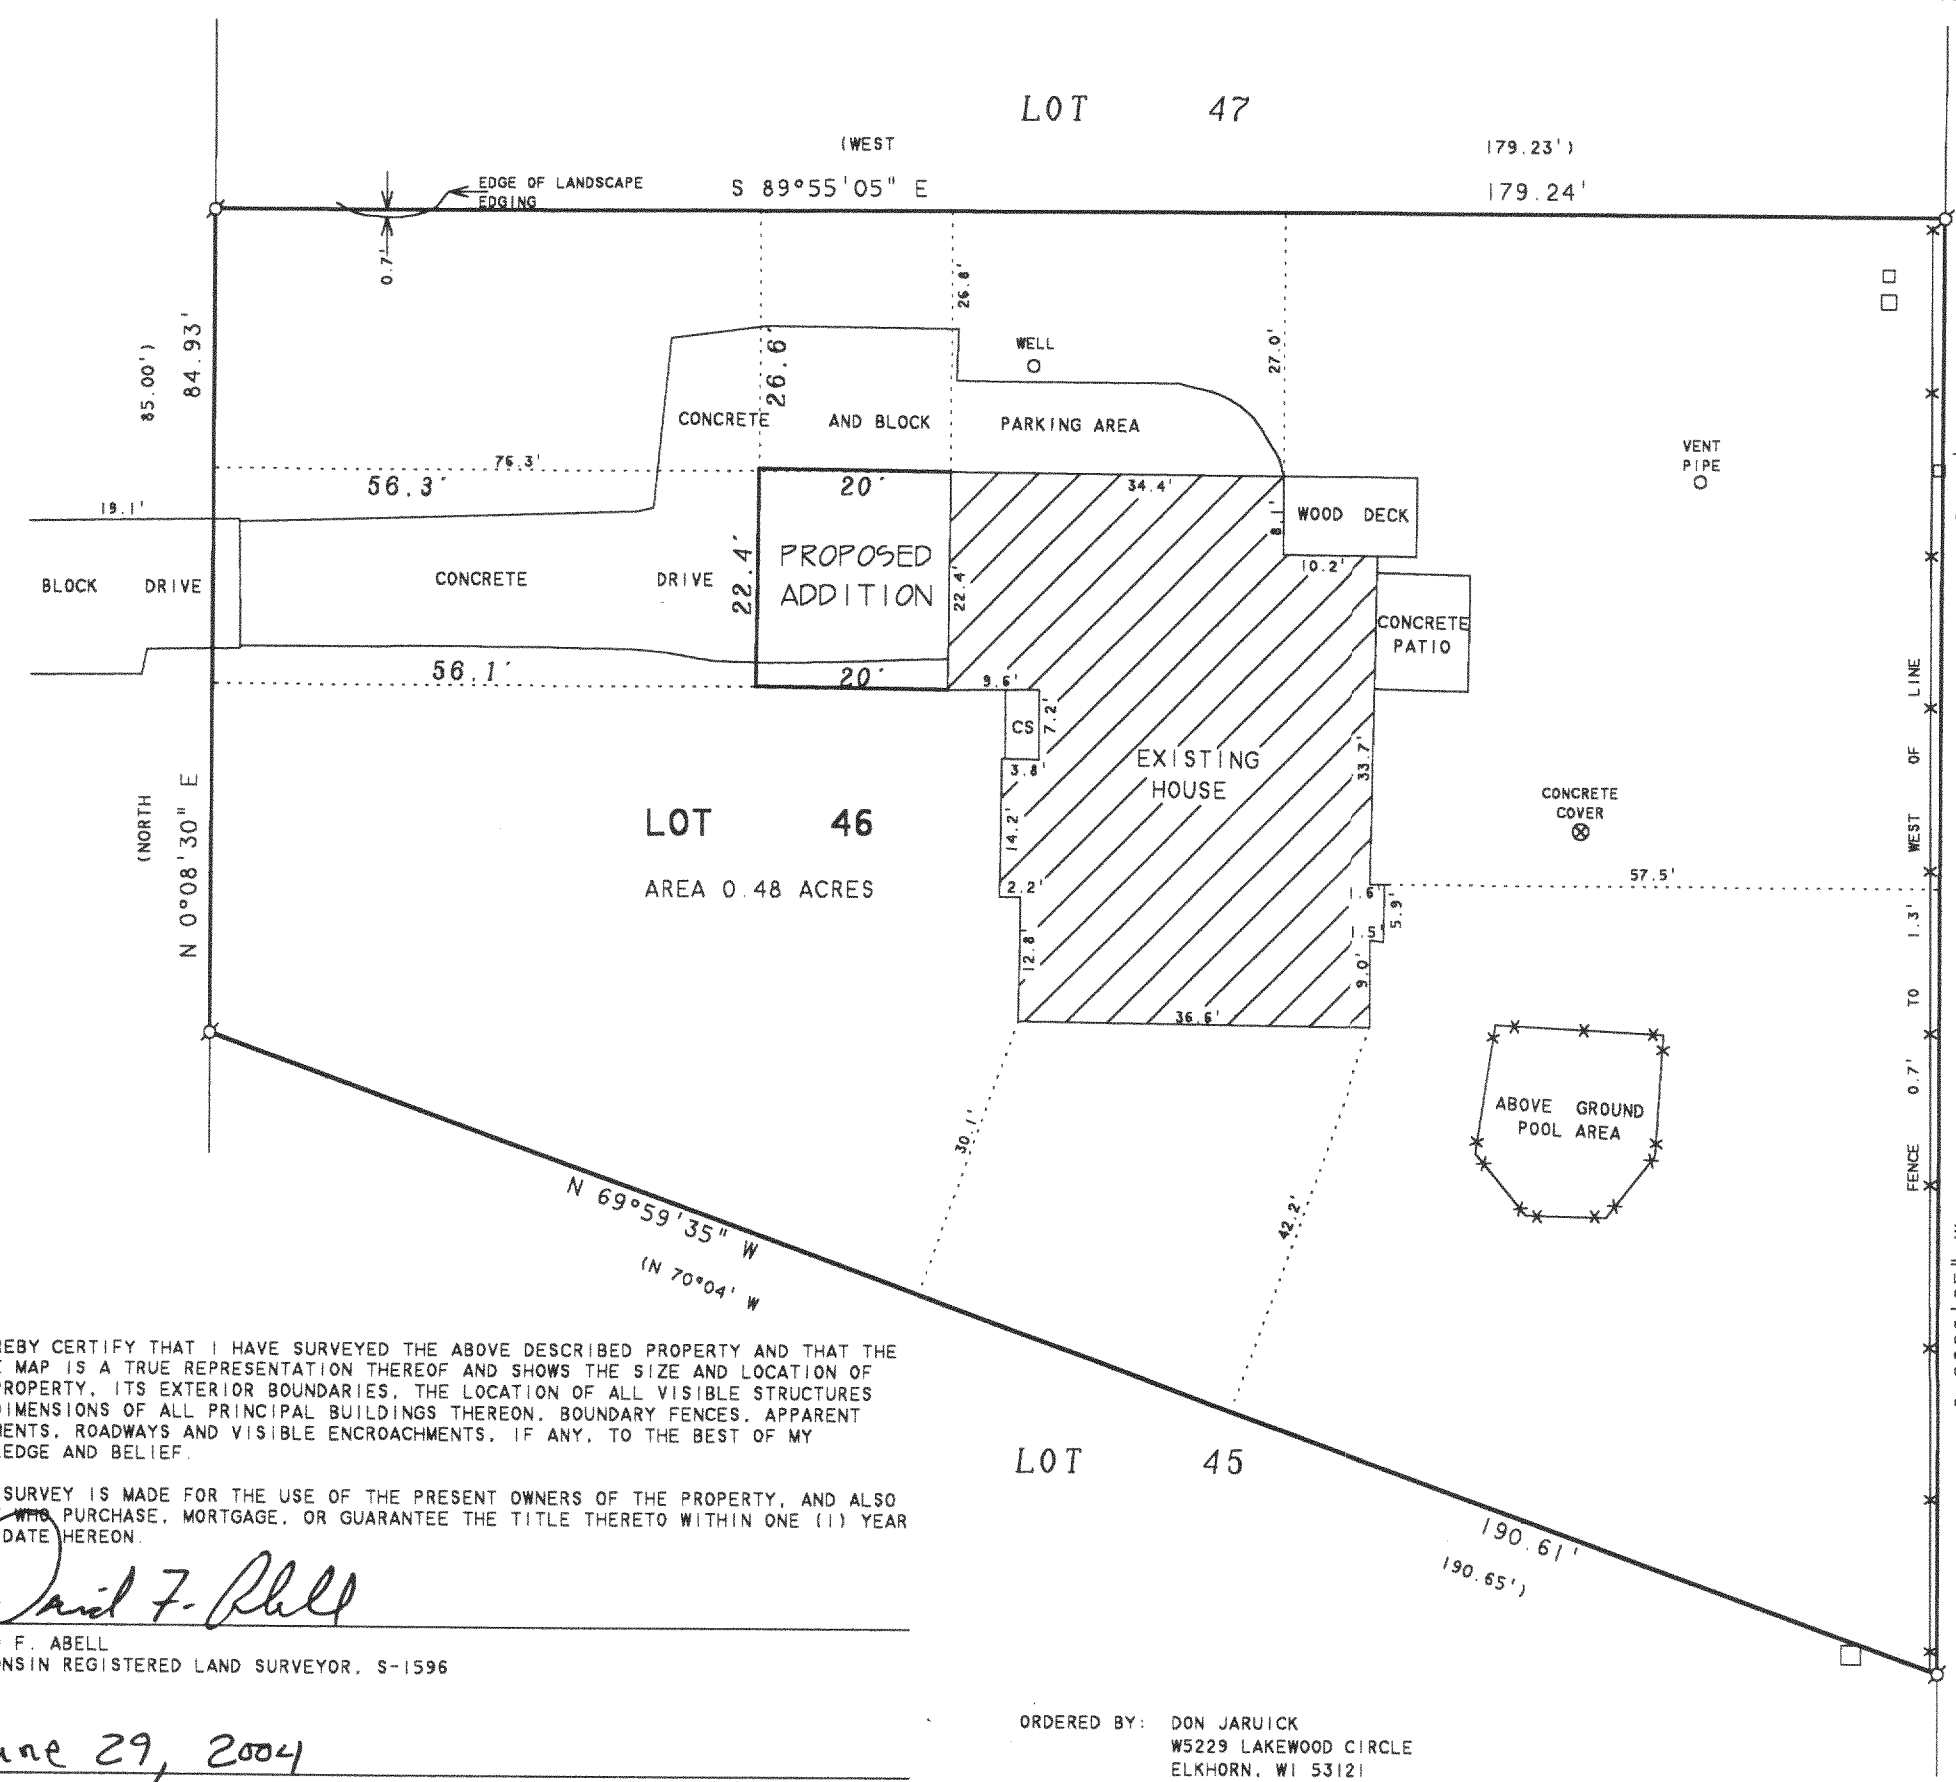 LOT 47
(WEST 179.23')
S 89°55'05" E 179.24'
EDGE OF LANDSCAPE
EDGING
0.7'
26.8'
27.0'
26.6'
85.00')
84.93'
(NORTH
N 0°08'30" E
WELL
CONCRETE AND BLOCK PARKING AREA
VENT
PIPE
76.3'
56.3'
20'
34.4'
19.1'
8.1'
WOOD DECK
PROPOSED
ADDITION
22.4'
22.4'
BLOCK DRIVE
CONCRETE DRIVE
10.2'
CONCRETE
PATIO
56.1'
20'
9.6'
CS
7.2'
3.8'
EXISTING
HOUSE
33.7'
14.2'
LOT 46
AREA 0.48 ACRES
CONCRETE
COVER
2.2'
1.6'
5.9'
57.5'
1.5'
12.8'
9.0'
36.6'
FENCE 0.7' TO 1.3' WEST OF LINE
ABOVE GROUND
POOL AREA
30.1'
42.2'
N 69°59'35" W
(N 70°04' W
190.61'
190.65')
LOT 45
EBY CERTIFY THAT I HAVE SURVEYED THE ABOVE DESCRIBED PROPERTY AND THAT THE
MAP IS A TRUE REPRESENTATION THEREOF AND SHOWS THE SIZE AND LOCATION OF
ROPERTY, ITS EXTERIOR BOUNDARIES, THE LOCATION OF ALL VISIBLE STRUCTURES
IMENSIONS OF ALL PRINCIPAL BUILDINGS THEREON, BOUNDARY FENCES, APPARENT
ENTS, ROADWAYS AND VISIBLE ENCROACHMENTS, IF ANY, TO THE BEST OF MY
EDGE AND BELIEF.
SURVEY IS MADE FOR THE USE OF THE PRESENT OWNERS OF THE PROPERTY, AND ALSO
WHO PURCHASE, MORTGAGE, OR GUARANTEE THE TITLE THERETO WITHIN ONE (1) YEAR
DATE HEREON.
David F. Abell
F. ABELL
NSIN REGISTERED LAND SURVEYOR, S-1596
une 29, 2004
ORDERED BY: DON JARUICK
W5229 LAKEWOOD CIRCLE
ELKHORN, WI 53121